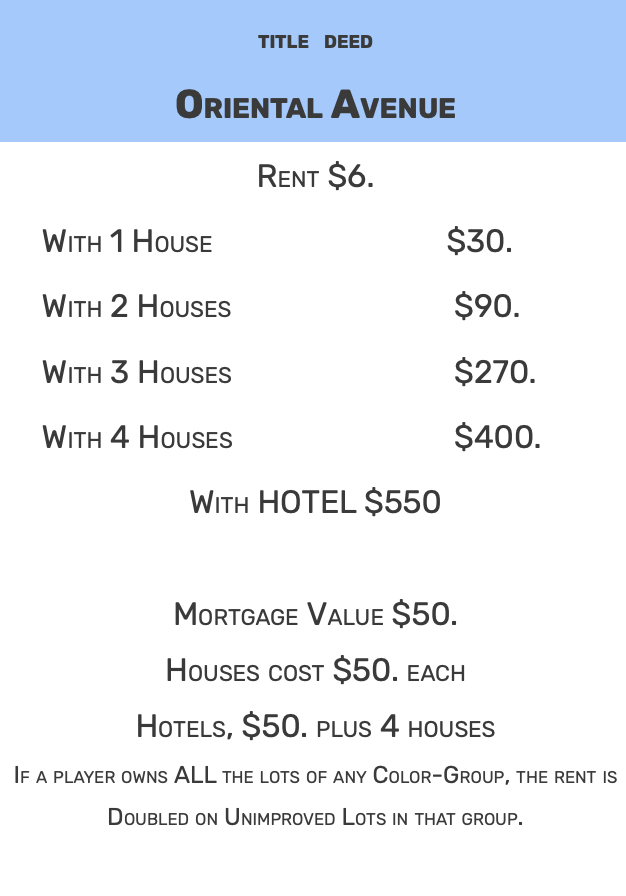 TITLE DEED
ORIENTAL AVENUE
RENT $6.
WITH 1 HOUSE $30.
WITH 2 HOUSES $90.
WITH 3 HOUSES $270.
WITH 4 HOUSES $400.
WITH HOTEL $550
MORTGAGE VALUE $50.
HOUSES COST $50. EACH
HOTELS, $50. PLUS 4 HOUSES
IF A PLAYER OWNS ALL THE LOTS OF ANY COLOR-GROUP, THE RENT IS
DOUBLED ON UNIMPROVED LOTS IN THAT GROUP.